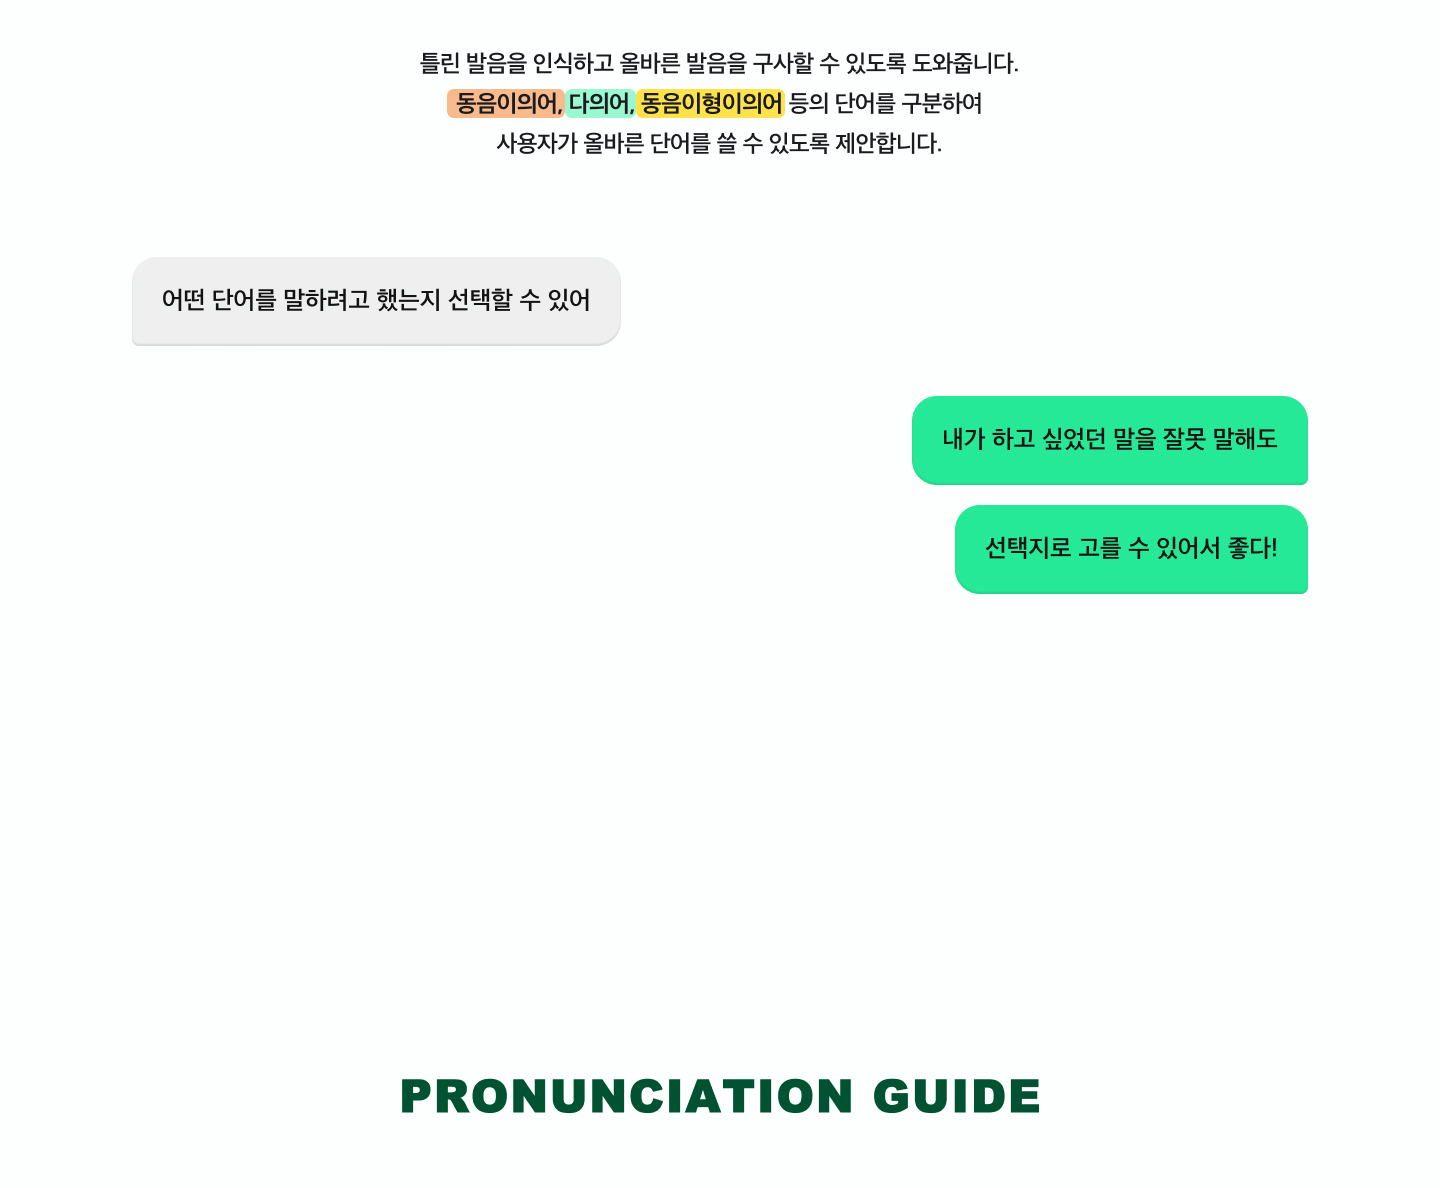 틀린 발음을 인식하고 올바른 발음을 구사할 수 있도록 도와줍니다.
동음이의어, 다의어, 동음이형이의어 등의 단어를 구분하여
사용자가 올바른 단어를 쓸 수 있도록 제안합니다.
어떤 단어를 말하려고 했는지 선택할 수 있어
내가 하고 싶었던 말을 잘못 말해도
선택지로 고를 수 있어서 좋다!
PRONUNCIATION GUIDE